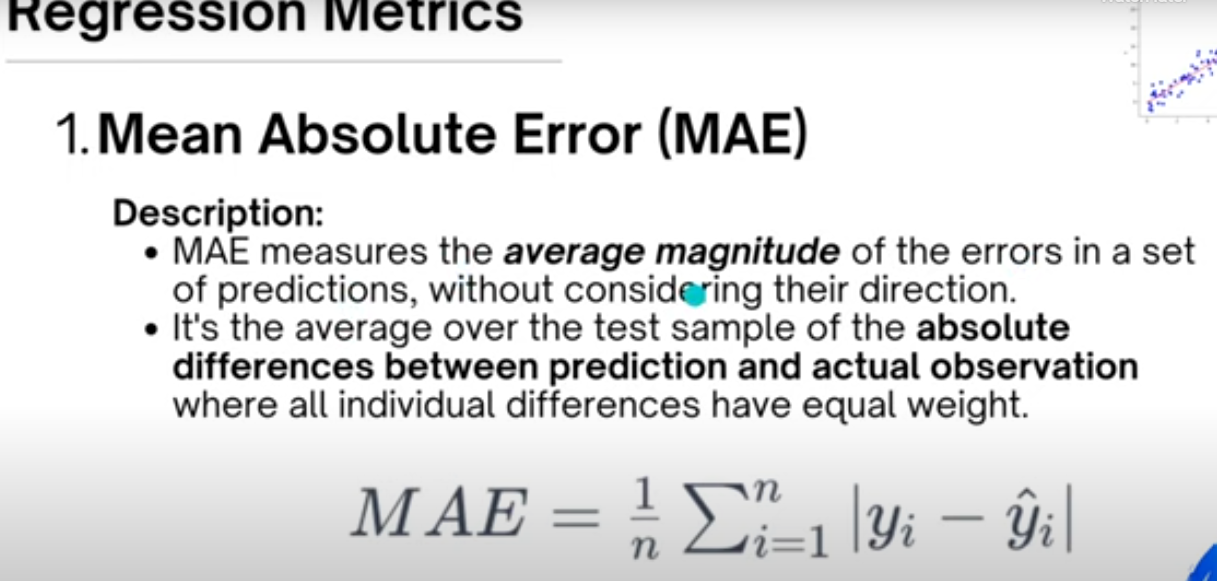 Regression Metrics
1. Mean Absolute Error (MAE)
Description:
• MAE measures the average magnitude of the errors in a set
of predictions, without considering their direction.
• It's the average over the test sample of the absolute
differences between prediction and actual observation
where all individual differences have equal weight.
MAE = 1/n ∑ⁿᵢ₌₁ |yᵢ − ŷᵢ|